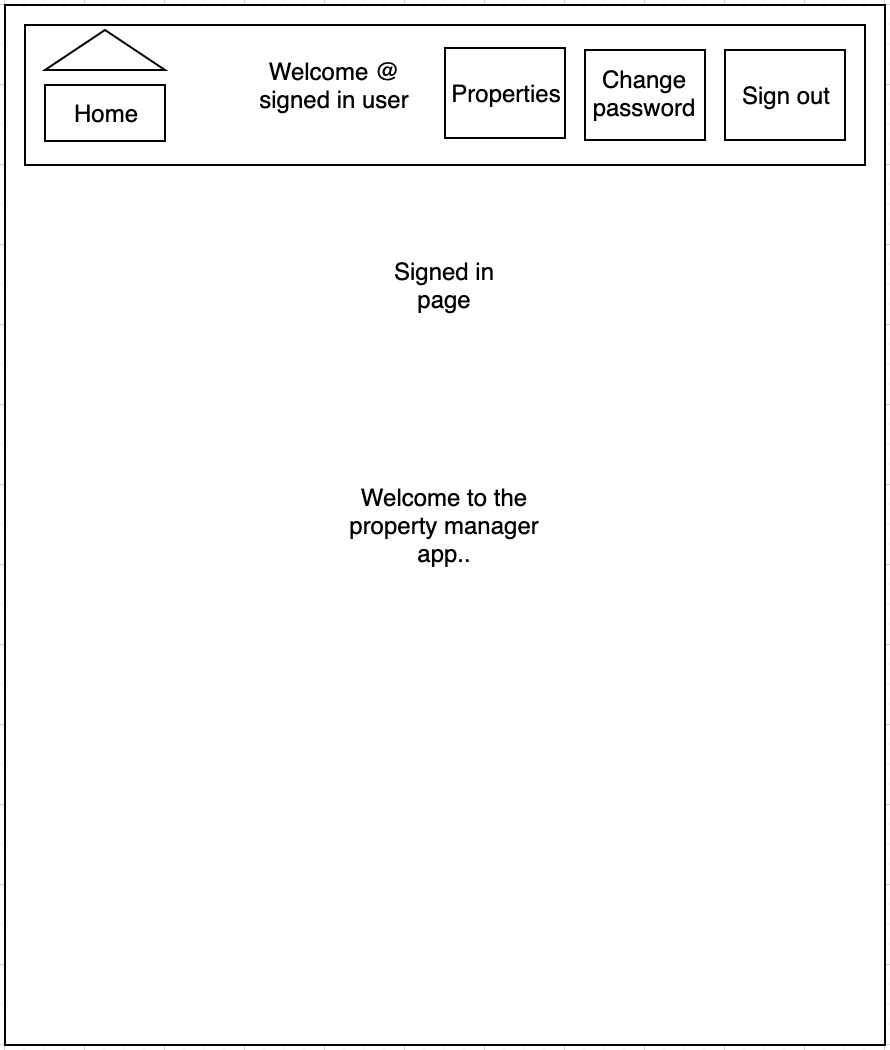 Home
Welcome @
signed in user
Properties
Change
password
Sign out
Signed in
page
Welcome to the
property manager
app..